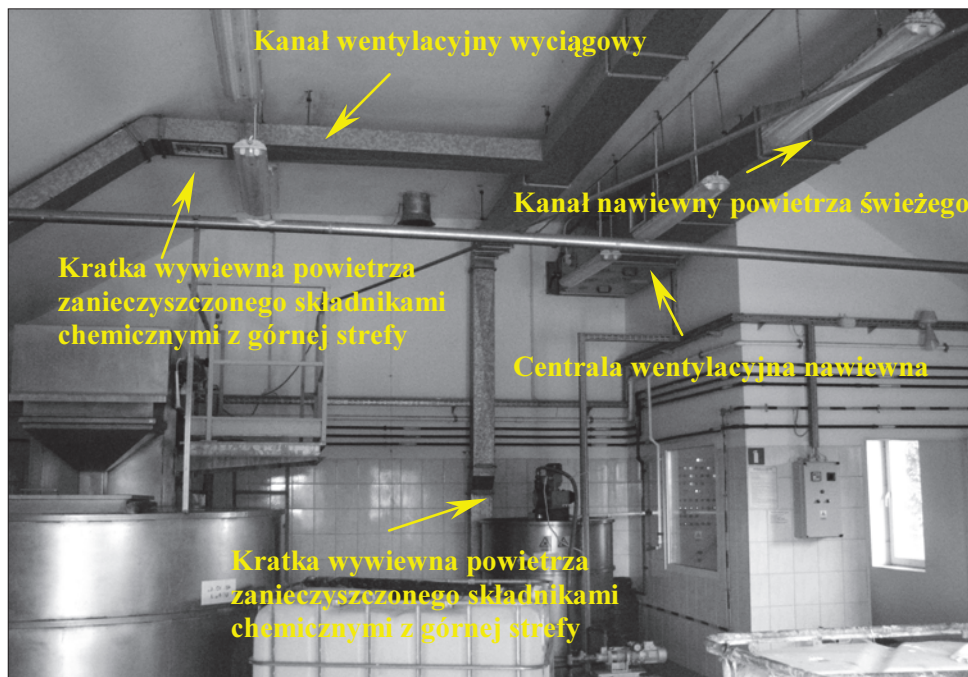 Kanał wentylacyjny wyciągowy
Kanał nawiewny powietrza świeżego
Kratka wywiewna powietrza
zanieczyszczonego składnikami
chemicznymi z górnej strefy
Centrala wentylacyjna nawiewna
Kratka wywiewna powietrza
zanieczyszczonego składnikami
chemicznymi z górnej strefy